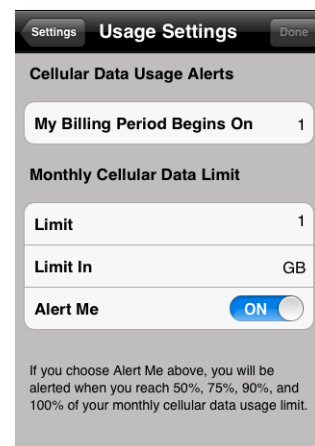 Settings Usage Settings Done
Cellular Data Usage Alerts
My Billing Period Begins On 1
Monthly Cellular Data Limit
Limit 1
Limit In GB
Alert Me ON
If you choose Alert Me above, you will be
alerted when you reach 50%, 75%, 90%, and
100% of your monthly cellular data usage limit.